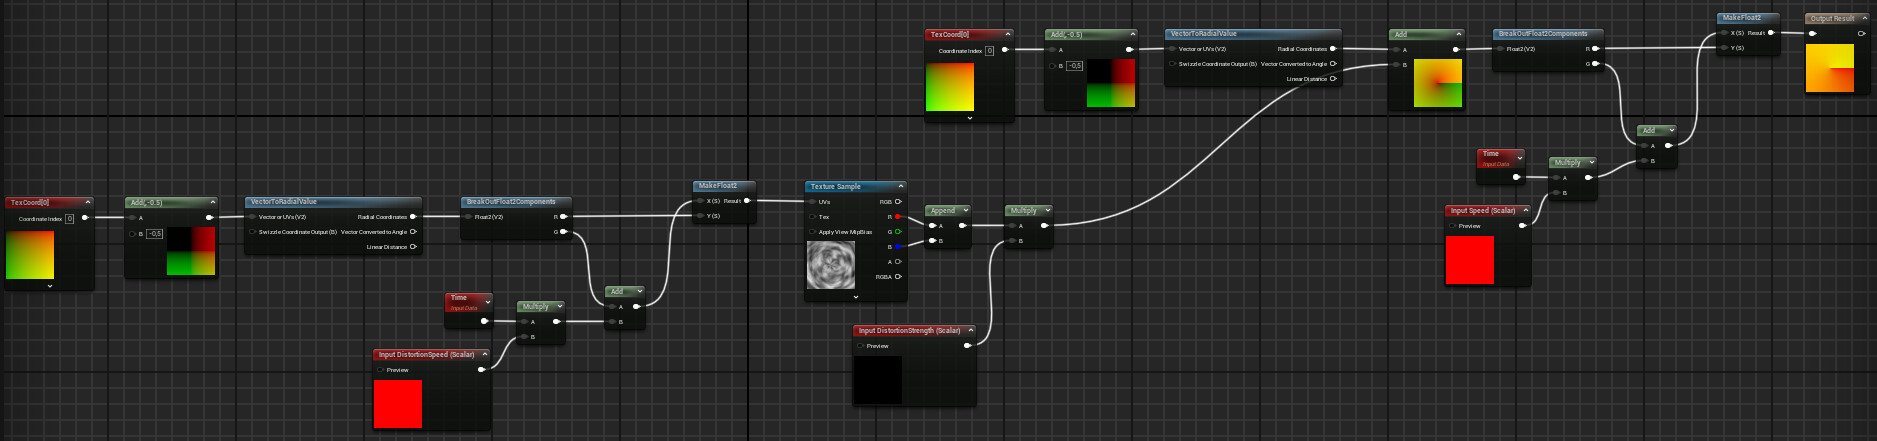 TexCoord[0]
Coordinate Index 0
Add(,-0.5)
A
B -0,5
VectorToRadialValue
Vector or UVs (V2) Radial Coordinates
Swizzle Coordinate Output (B) Vector Converted to Angle
Linear Distance
Add
A
B
BreakOutFloat2Components
Float2 (V2) R
G
MakeFloat2
X (S) Result
Y (S)
Output Result
Time
Input Data
Multiply
A
B
Add
A
B
Input Speed (Scalar)
Preview
TexCoord[0]
Coordinate Index 0
Add(,-0.5)
A
B -0,5
VectorToRadialValue
Vector or UVs (V2) Radial Coordinates
Swizzle Coordinate Output (B) Vector Converted to Angle
Linear Distance
BreakOutFloat2Components
Float2 (V2) R
G
MakeFloat2
X (S) Result
Y (S)
Texture Sample
UVs RGB
Tex R
Apply View MipBias G
B
A
RGBA
Append
A
B
Multiply
A
B
Time
Input Data
Multiply
A
B
Add
A
B
Input DistortionSpeed (Scalar)
Preview
Input DistortionStrength (Scalar)
Preview